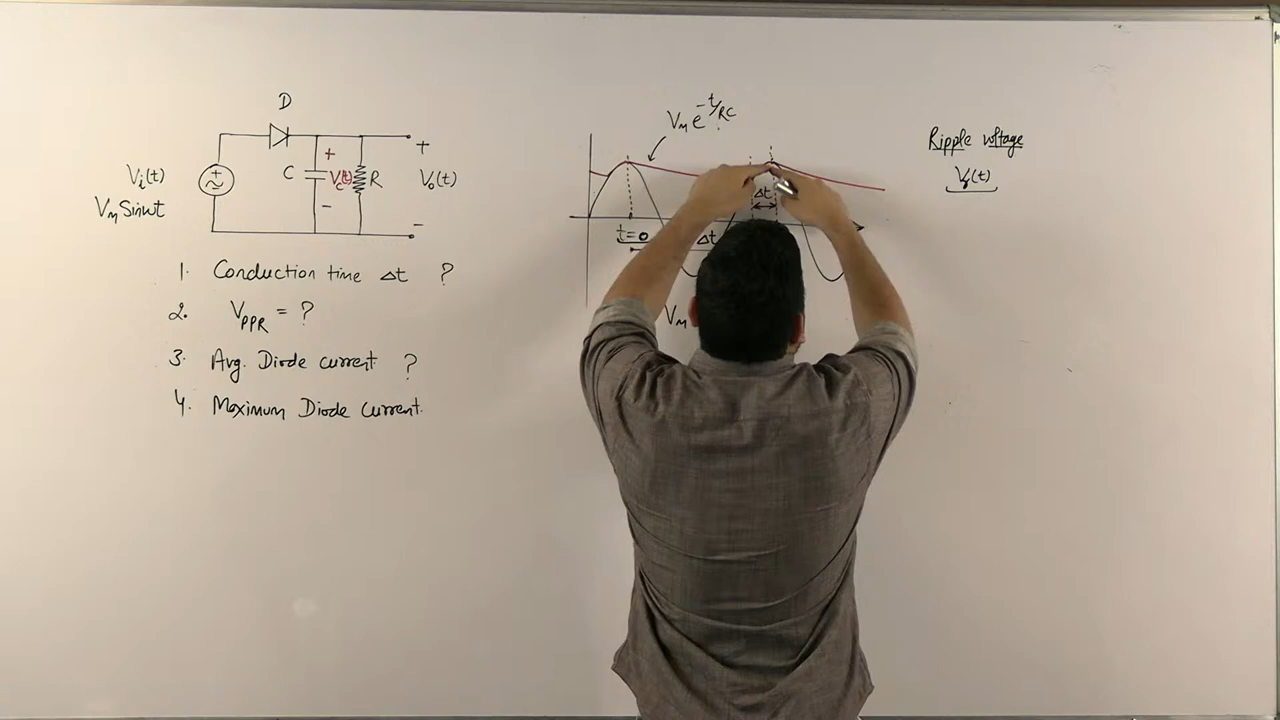 D
Vi(t)
VM Sinωt
+
C
+
Vc(t)
-
R
+
Vo(t)
-
1. Conduction time Δt ?
2. VPPR = ?
3. Avg. Diode current ?
4. Maximum Diode Current.
VM e^-t/RC
Δt
t=0
Δt
VM
Ripple voltage
Vr(t)